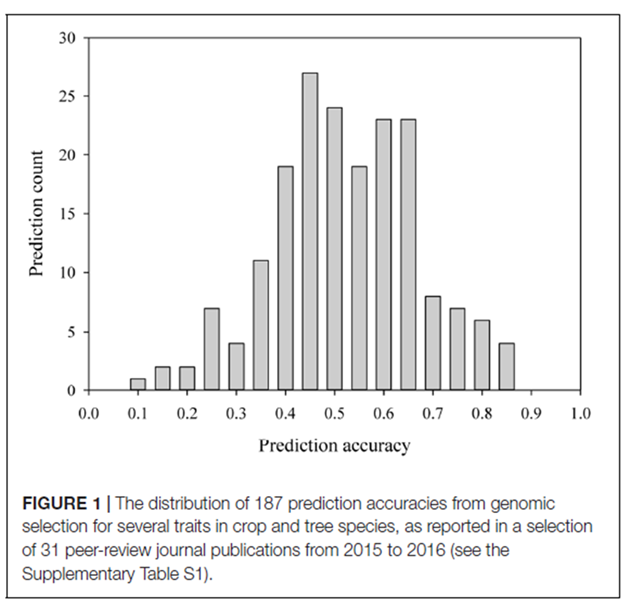 30
25
20
15
10
5
0
Prediction count
0.0 0.1 0.2 0.3 0.4 0.5 0.6 0.7 0.8 0.9 1.0
Prediction accuracy
FIGURE 1 | The distribution of 187 prediction accuracies from genomic
selection for several traits in crop and tree species, as reported in a selection
of 31 peer-review journal publications from 2015 to 2016 (see the
Supplementary Table S1).